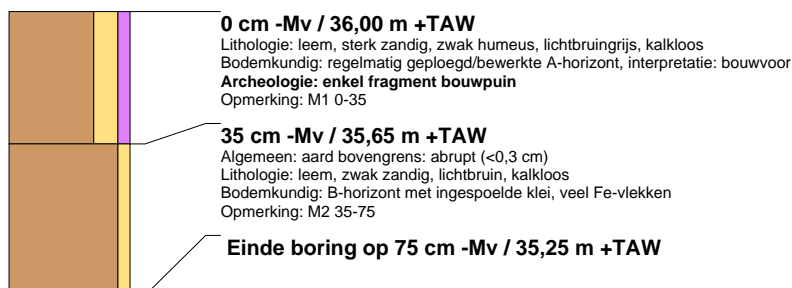 0 cm -Mv / 36,00 m +TAW
Lithologie: leem, sterk zandig, zwak humeus, lichtbruingrijs, kalkloos
Bodemkundig: regelmatig geploegd/bewerkte A-horizont, interpretatie: bouwvoor
Archeologie: enkel fragment bouwpuin
Opmerking: M1 0-35
35 cm -Mv / 35,65 m +TAW
Algemeen: aard bovengrens: abrupt (<0,3 cm)
Lithologie: leem, zwak zandig, lichtbruin, kalkloos
Bodemkundig: B-horizont met ingespoelde klei, veel Fe-vlekken
Opmerking: M2 35-75
Einde boring op 75 cm -Mv / 35,25 m +TAW